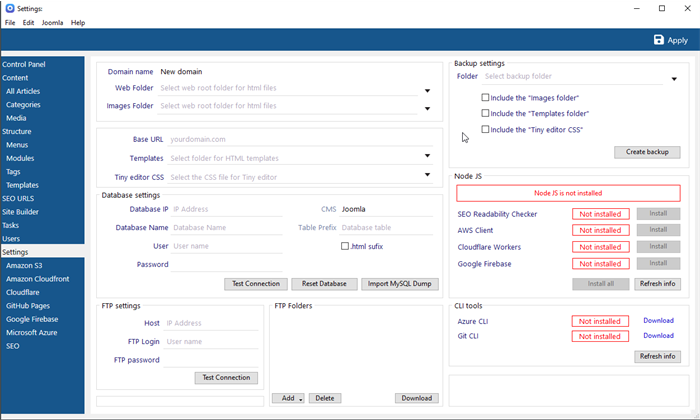 Settings:
File Edit Joomla Help
Apply
Control Panel
Content
All Articles
Categories
Media
Structure
Menus
Modules
Tags
Templates
SEO URLS
Site Builder
Tasks
Users
Settings
Amazon S3
Amazon Cloudfront
Cloudflare
GitHub Pages
Google Firebase
Microsoft Azure
SEO
Domain name New domain
Web Folder Select web root folder for html files
Images Folder Select web root folder for html files
Base URL yourdomain.com
Templates Select folder for HTML templates
Tiny editor CSS Select the CSS file for Tiny editor
Database settings
Database IP IP Address CMS Joomla
Database Name Database Name Table Prefix Database table
User User name .html sufix
Password
Test Connection Reset Database Import MySQL Dump
FTP settings
Host IP Address
FTP Login User name
FTP password
Test Connection
FTP Folders
Add Delete Download
Backup settings
Folder Select backup folder
Include the "Images folder"
Include the "Templates folder"
Include the "Tiny editor CSS"
Create backup
Node JS
Node JS is not installed
SEO Readability Checker Not installed Install
AWS Client Not installed Install
Cloudflare Workers Not installed Install
Google Firebase Not installed Install
Install all Refresh info
CLI tools
Azure CLI Not installed Download
Git CLI Not installed Download
Refresh info